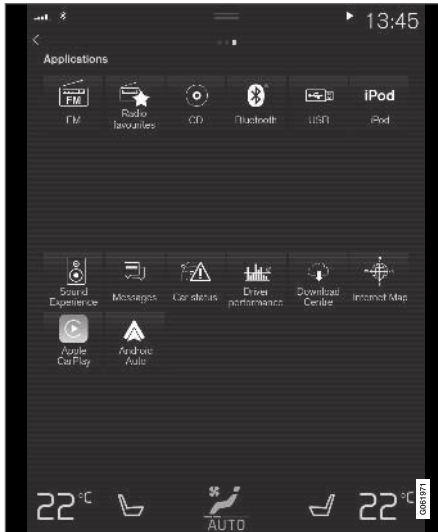 13:45
Applications
FM
iPod
FM
Radio
favourites
CD
Bluetooth
USB
iPod
Sound
Experience
Messages
Car status
Driver
performance
Download
Centre
Internet Map
Apple
CarPlay
Android
Auto
22°C
AUTO
22°C
G061971